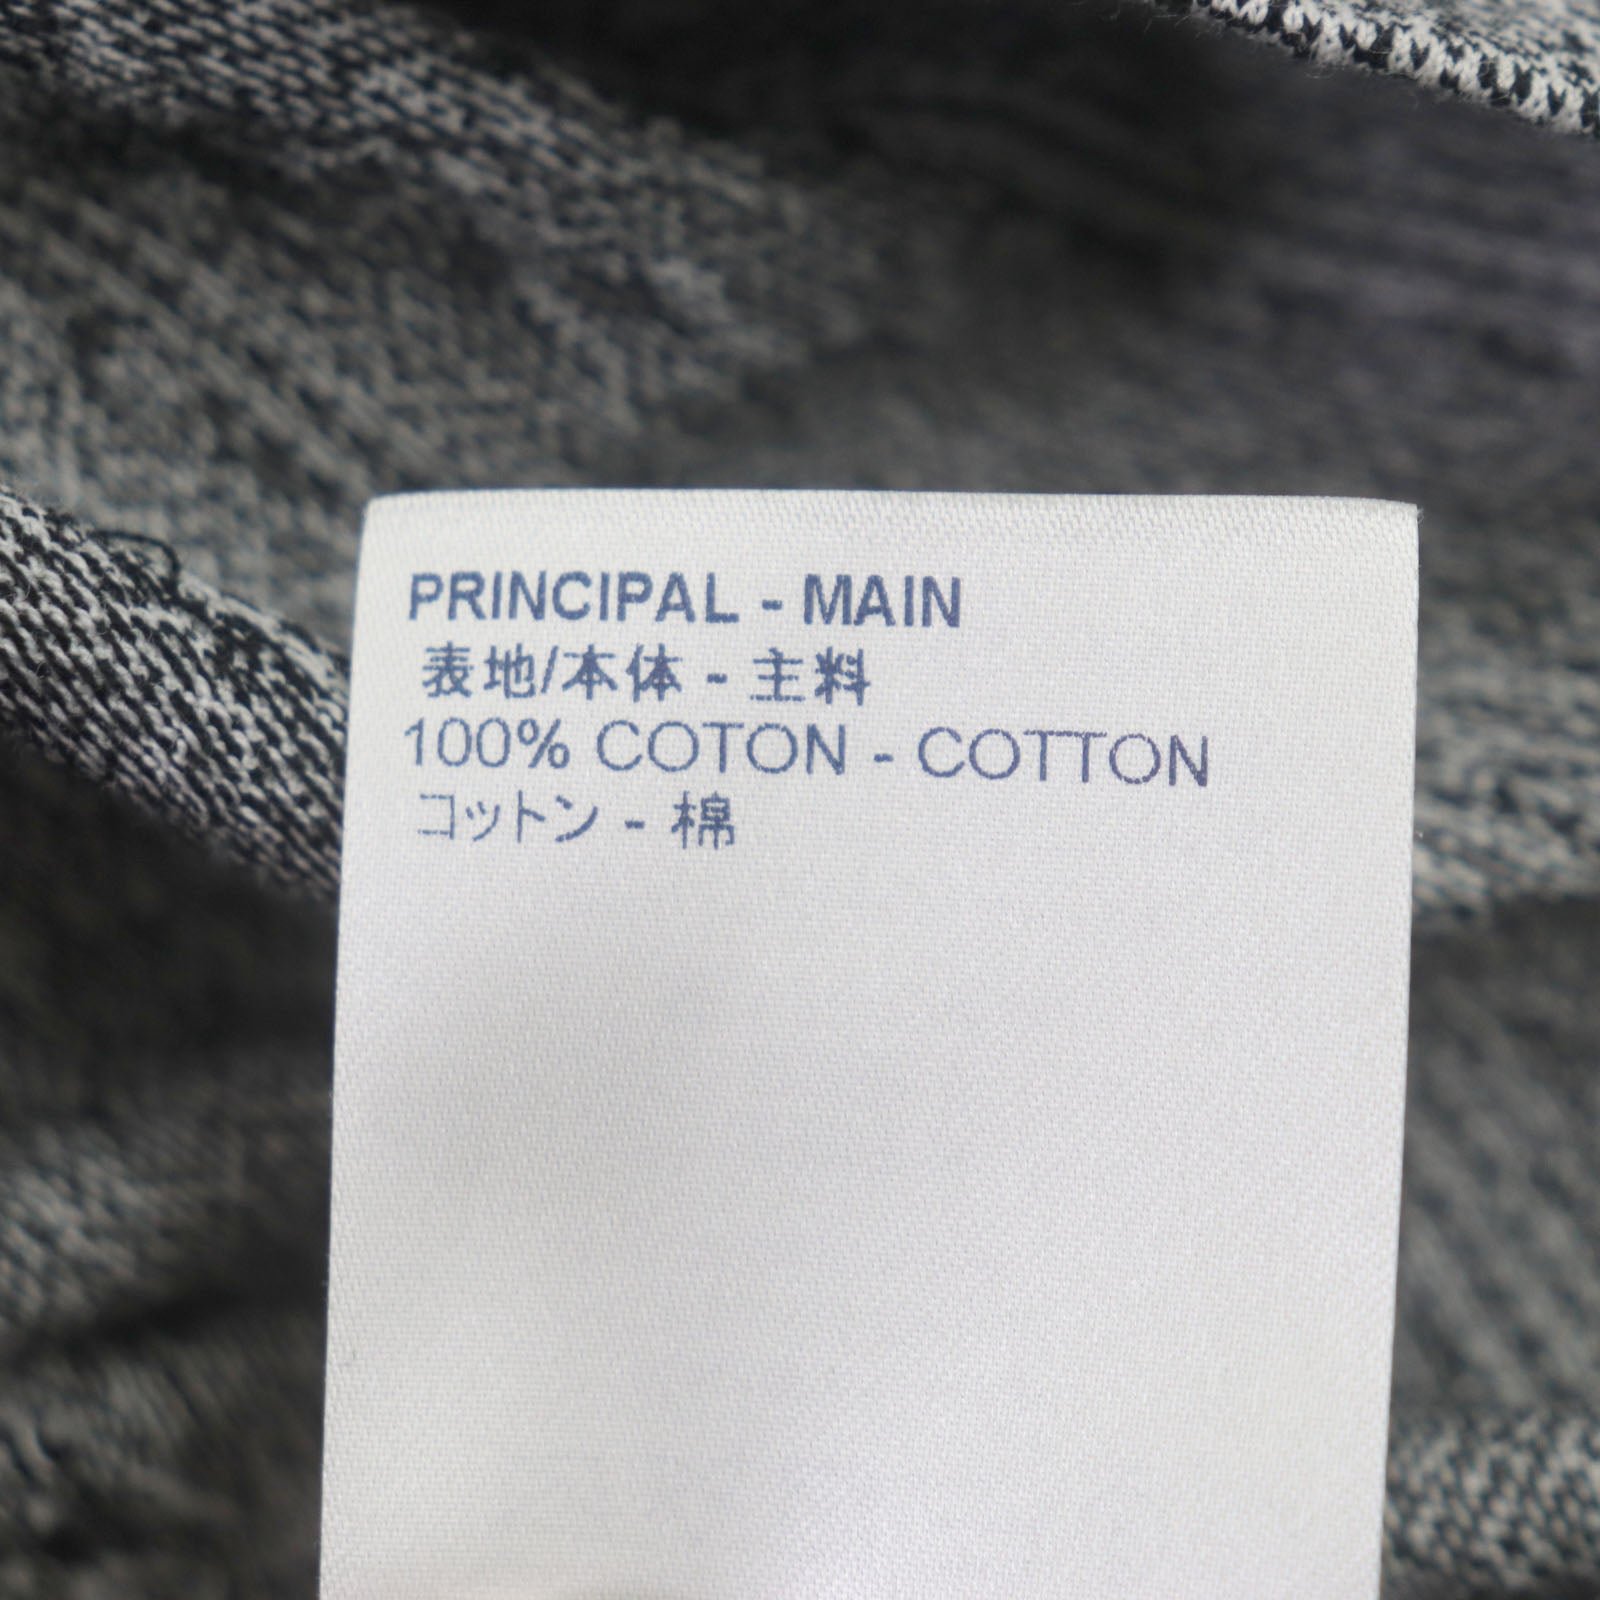 PRINCIPAL - MAIN
表地/本体 - 主料
100% COTON - COTTON
コットン - 棉